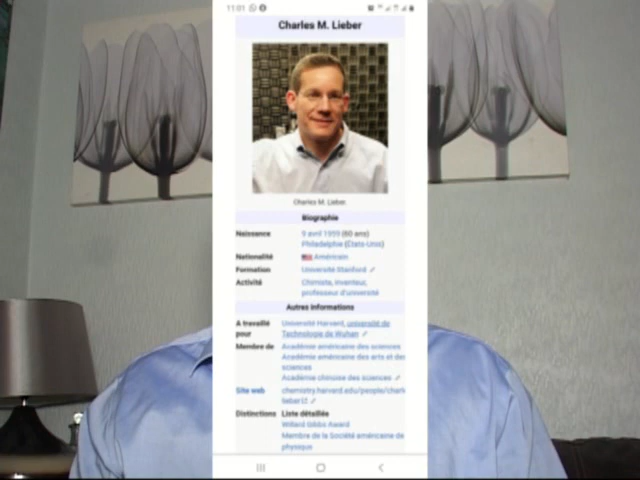 11:01
Charles M. Lieber
Charles M. Lieber.
Biographie
Naissance 9 avril 1959 (60 ans)
Philadelphie (États-Unis)
Nationalité Américain
Formation Université Stanford
Activité Chimiste, inventeur,
professeur d'université
Autres informations
A travaillé pour Université Harvard, université de
Technologie de Wuhan
Membre de Académie américaine des sciences
Académie américaine des arts et des
sciences
Académie chinoise des sciences
Site web chemistry.harvard.edu/people/charles
lieber
Distinctions Liste détaillée
Willard Gibbs Award
Membre de la Société américaine de
physique